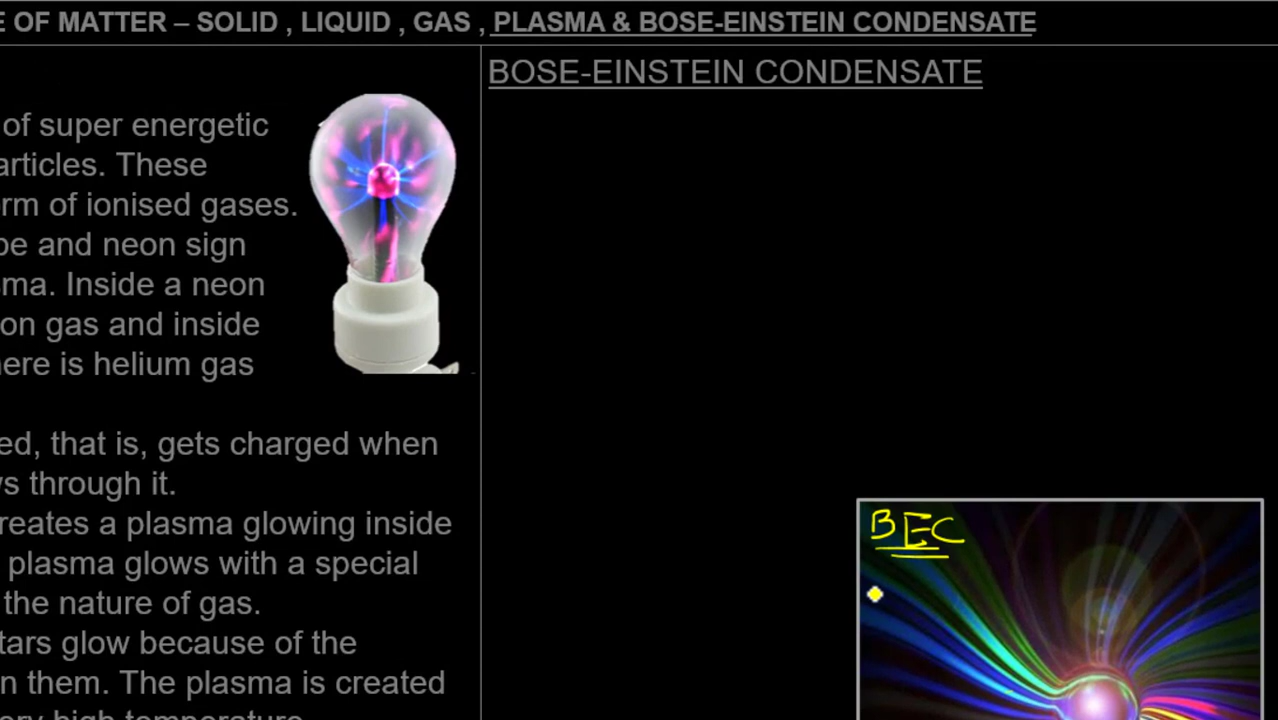 E OF MATTER – SOLID , LIQUID , GAS , PLASMA & BOSE-EINSTEIN CONDENSATE
of super energetic
articles. These
rm of ionised gases.
be and neon sign
ma. Inside a neon
on gas and inside
here is helium gas
ed, that is, gets charged when
s through it.
reates a plasma glowing inside
plasma glows with a special
the nature of gas.
tars glow because of the
n them. The plasma is created
ery high temperature
BOSE-EINSTEIN CONDENSATE
BEC